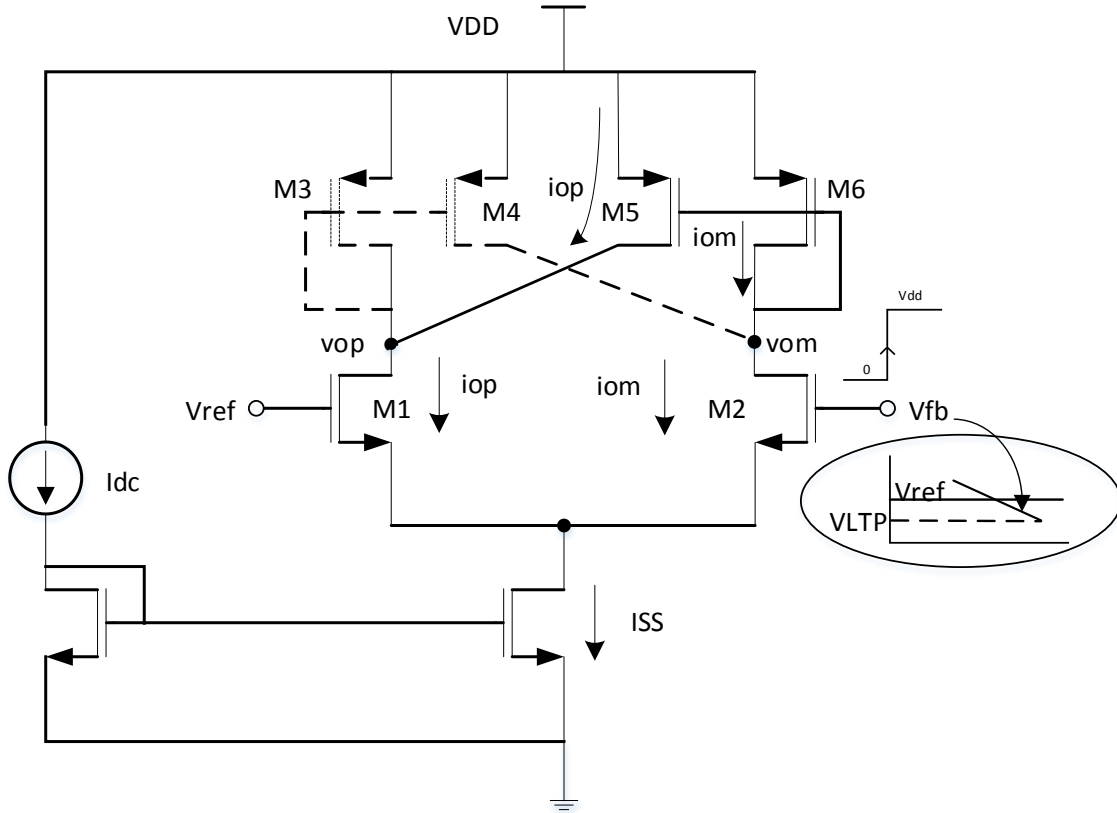 VDD
M3
M4
iop
M5
M6
iom
Vdd
0
vop
vom
iop
iom
Vref
M1
M2
Vfb
Idc
Vref
VLTP
ISS